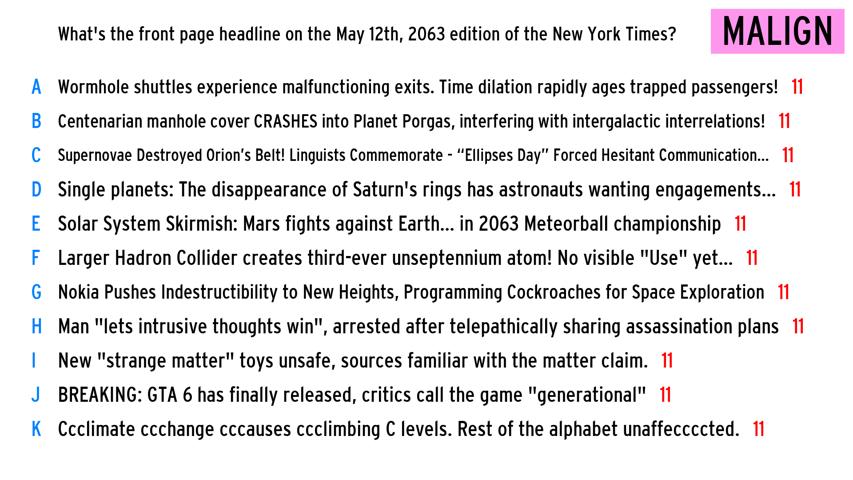 What's the front page headline on the May 12th, 2063 edition of the New York Times?
MALIGN
A Wormhole shuttles experience malfunctioning exits. Time dilation rapidly ages trapped passengers! 11
B Centenarian manhole cover CRASHES into Planet Porgas, interfering with intergalactic interrelations! 11
C Supernovae Destroyed Orion's Belt! Linguists Commemorate - “Ellipses Day” Forced Hesitant Communication... 11
D Single planets: The disappearance of Saturn's rings has astronauts wanting engagements... 11
E Solar System Skirmish: Mars fights against Earth... in 2063 Meteorball championship 11
F Larger Hadron Collider creates third-ever unseptennium atom! No visible "Use" yet... 11
G Nokia Pushes Indestructibility to New Heights, Programming Cockroaches for Space Exploration 11
H Man "lets intrusive thoughts win", arrested after telepathically sharing assassination plans 11
I New "strange matter" toys unsafe, sources familiar with the matter claim. 11
J BREAKING: GTA 6 has finally released, critics call the game "generational" 11
K Ccclimate ccchange cccauses ccclimbing C levels. Rest of the alphabet unaffecccccted. 11